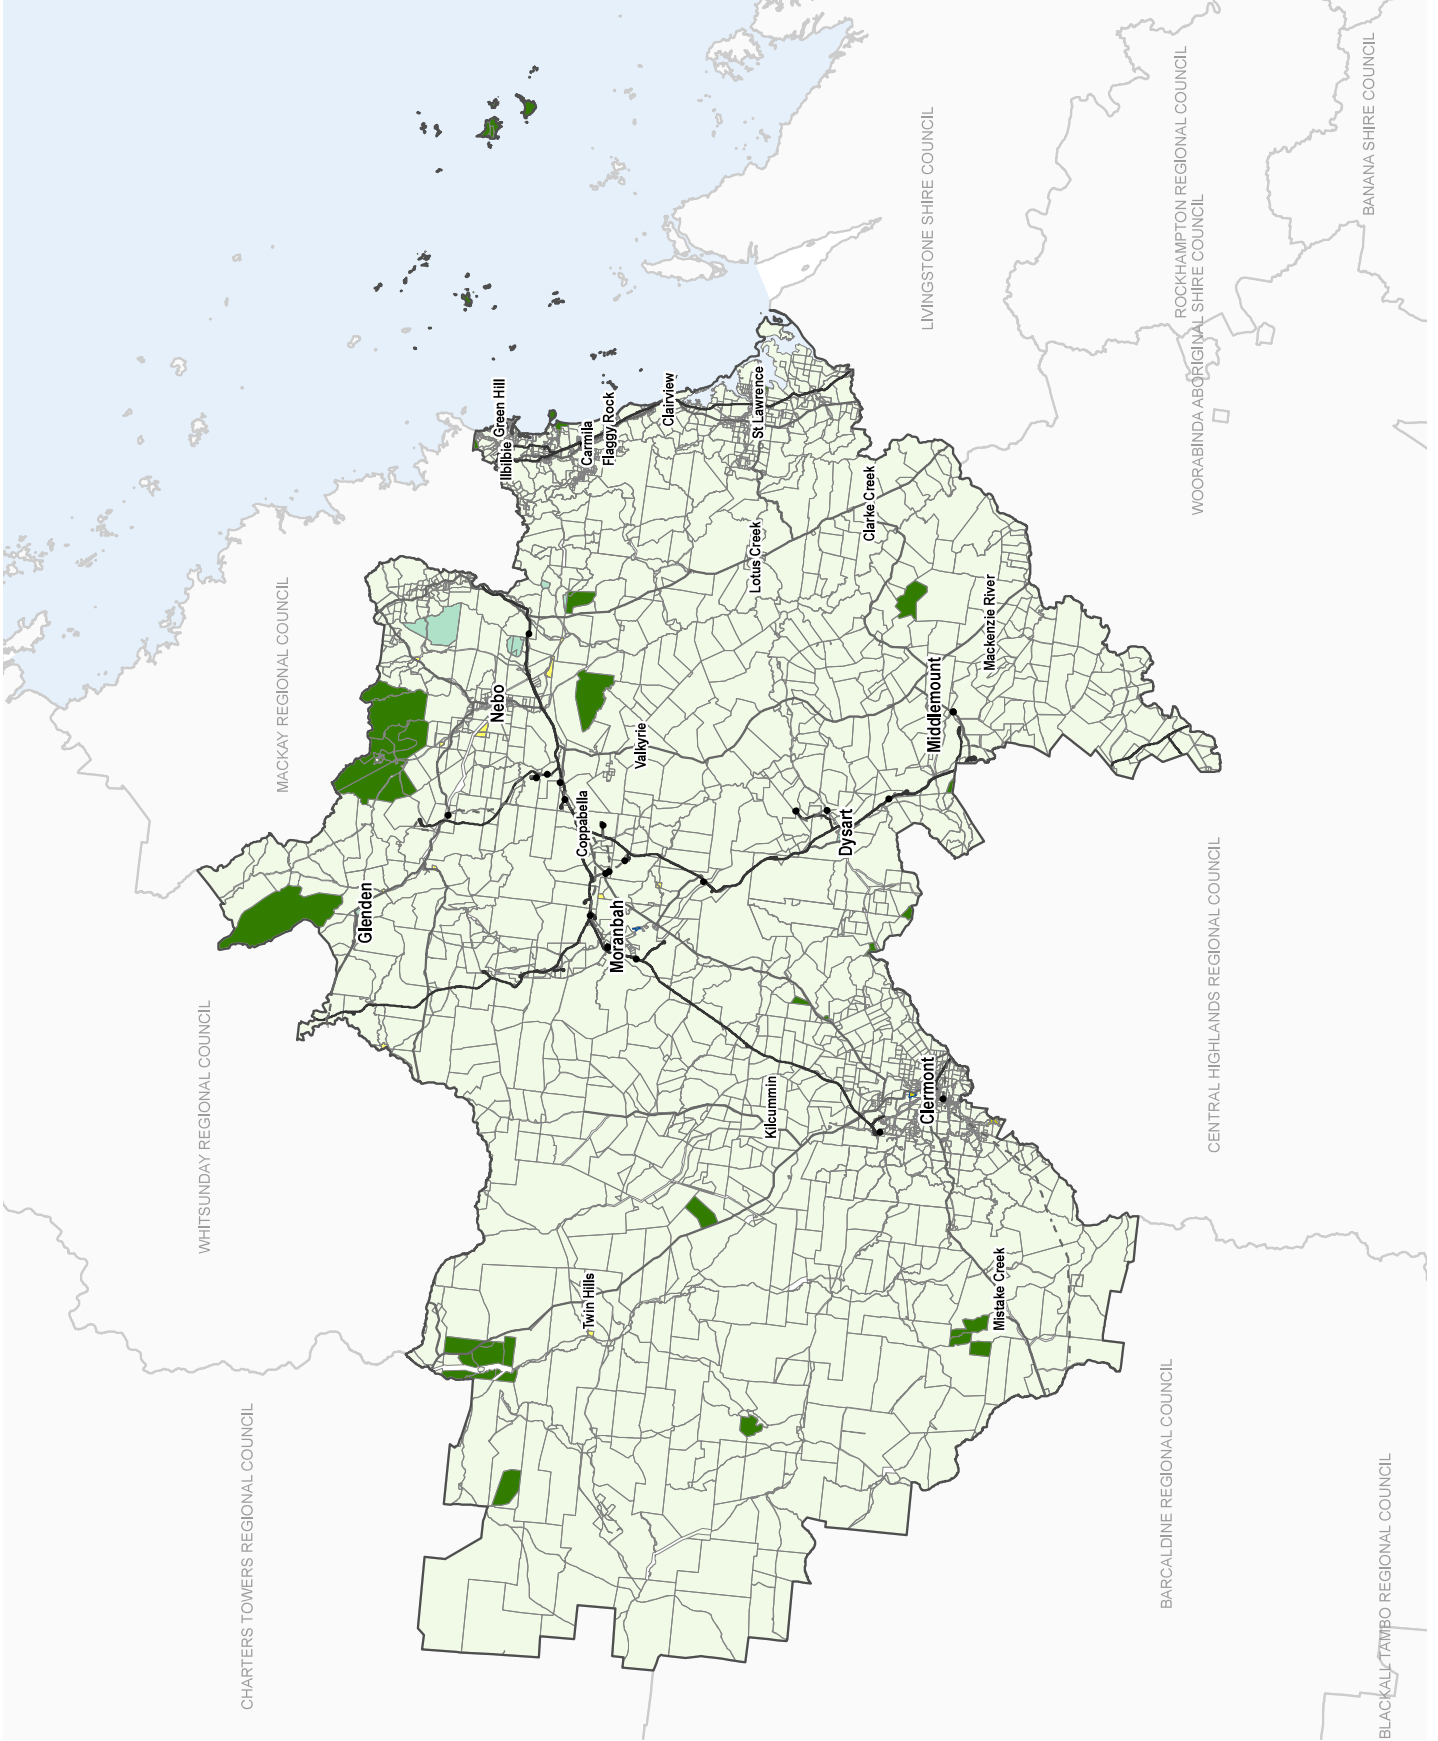 MACKAY REGIONAL COUNCIL
WHITSUNDAY REGIONAL COUNCIL
CHARTERS TOWERS REGIONAL COUNCIL
LIVINGSTONE SHIRE COUNCIL
ROCKHAMPTON REGIONAL COUNCIL
WOORABINDA ABORIGINAL SHIRE COUNCIL
BANANA SHIRE COUNCIL
CENTRAL HIGHLANDS REGIONAL COUNCIL
BARCALDINE REGIONAL COUNCIL
BLACKALL TAMBO REGIONAL COUNCIL
Glenden
Nebo
Ilbilbie
Green Hill
Carmila
Flaggy Rock
Clairview
St Lawrence
Coppabella
Valkyrie
Lotus Creek
Clarke Creek
Moranbah
Dysart
Middlemount
Mackenzie River
Twin Hills
Kilcummin
Clermont
Mistake Creek